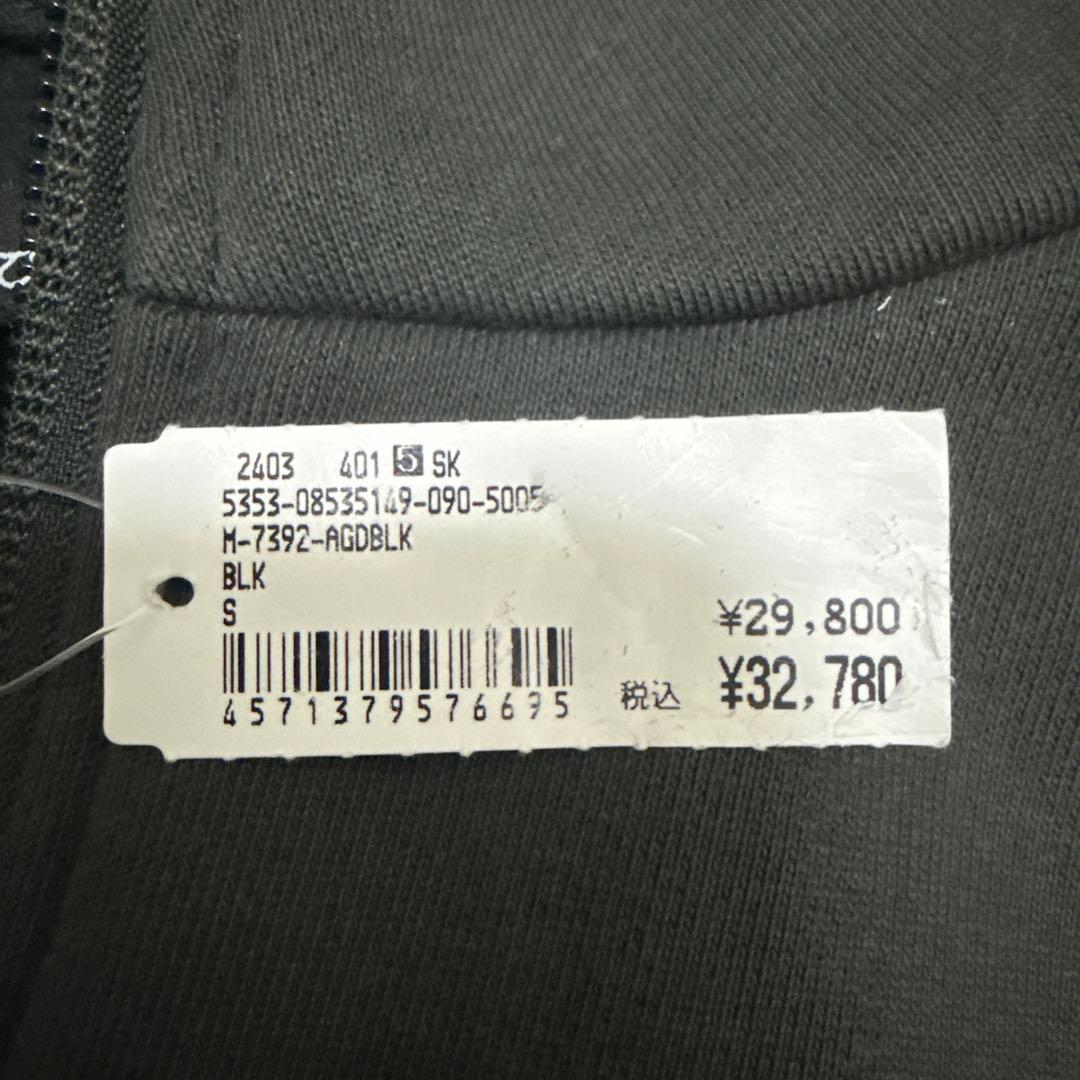 2403 401 5 SK
5353-08535149-090-5005
M-7392-AGDBLK
BLK
S
¥29,800
税込 ¥32,780
4571379576695